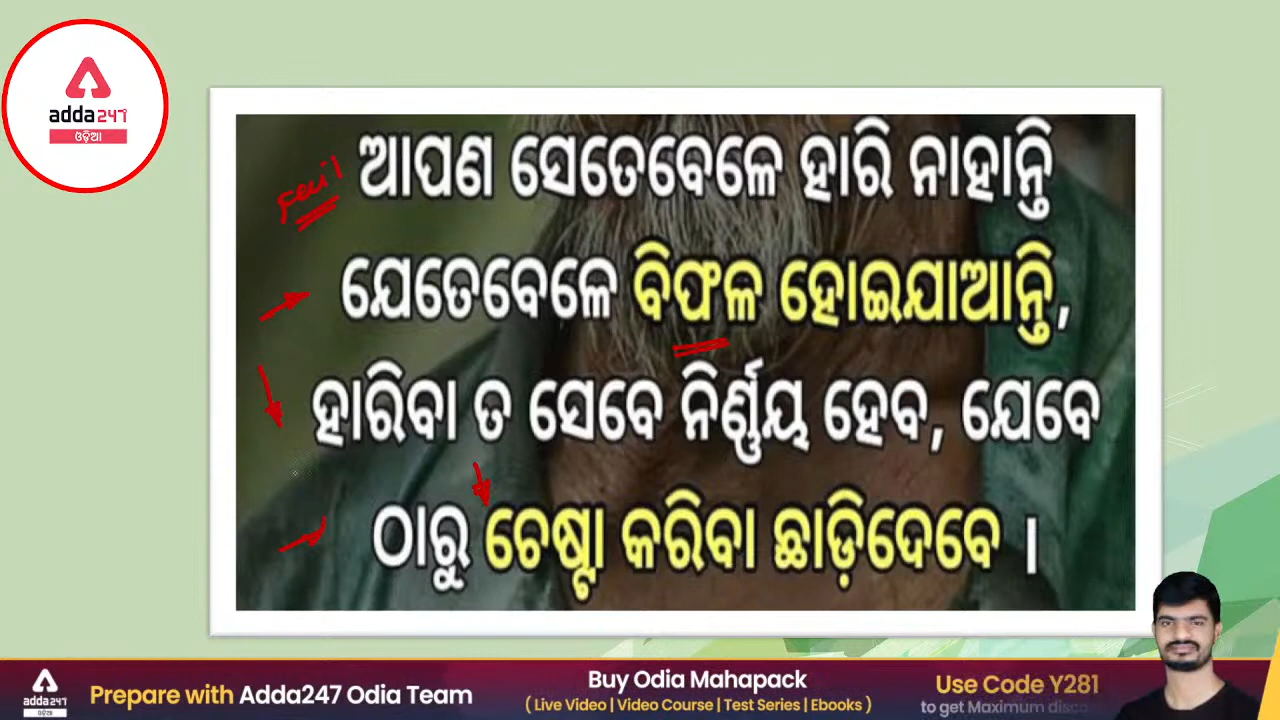 adda247
ଓଡ଼ିଆ
ଆପଣ ସେତେବେଳେ ହାରି ନାହାନ୍ତି
ଯେତେବେଳେ ବିଫଳ ହୋଇଯାଆନ୍ତି,
ହାରିବା ତ ସେବେ ନିର୍ଣ୍ଣୟ ହେବ, ଯେବେ
ଠାରୁ ଚେଷ୍ଟା କରିବା ଛାଡ଼ିଦେବେ ।
adda247
ଓଡ଼ିଆ
Prepare with Adda247 Odia Team
Buy Odia Mahapack
( Live Video | Video Course | Test Series | Ebooks )
Use Code Y281
to get Maximum